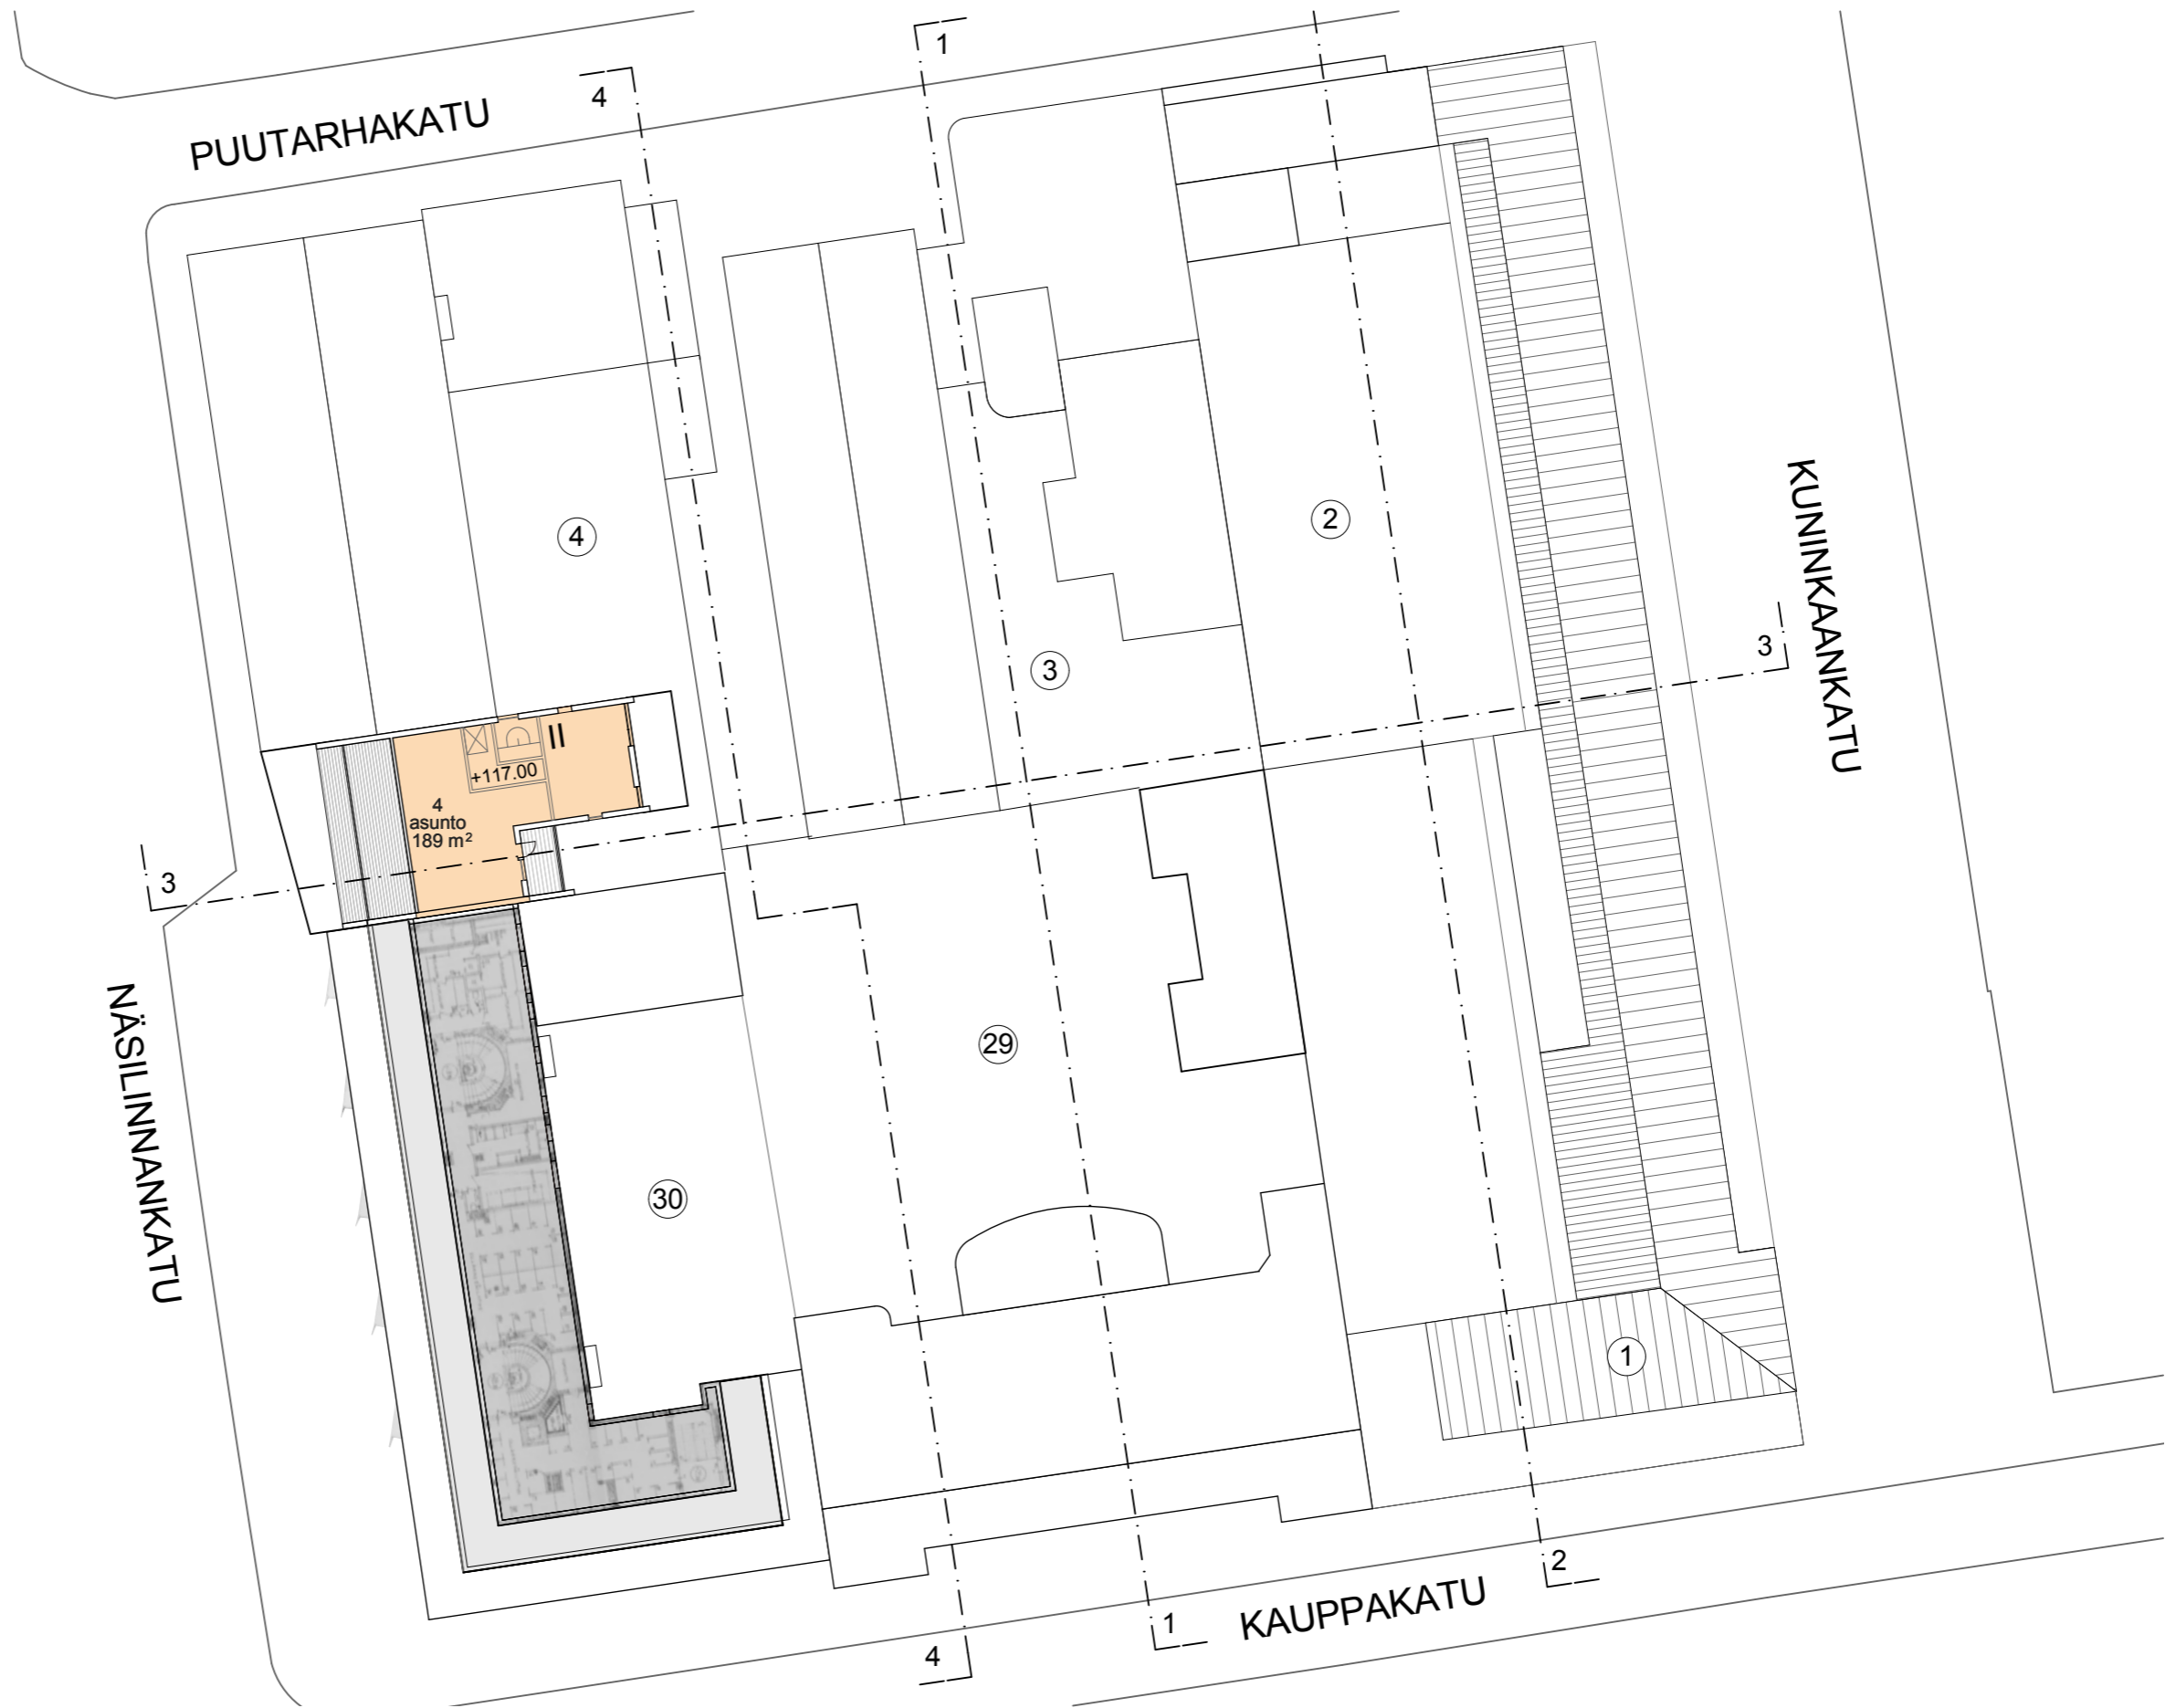 1
4
PUUTARHAKATU
4
2
KUNINKAANKATU
3
3
II
+117.00
4
asunto
189 m²
3
NÄSILINNANKATU
29
30
1
2
KAUPPAKATU
1
4